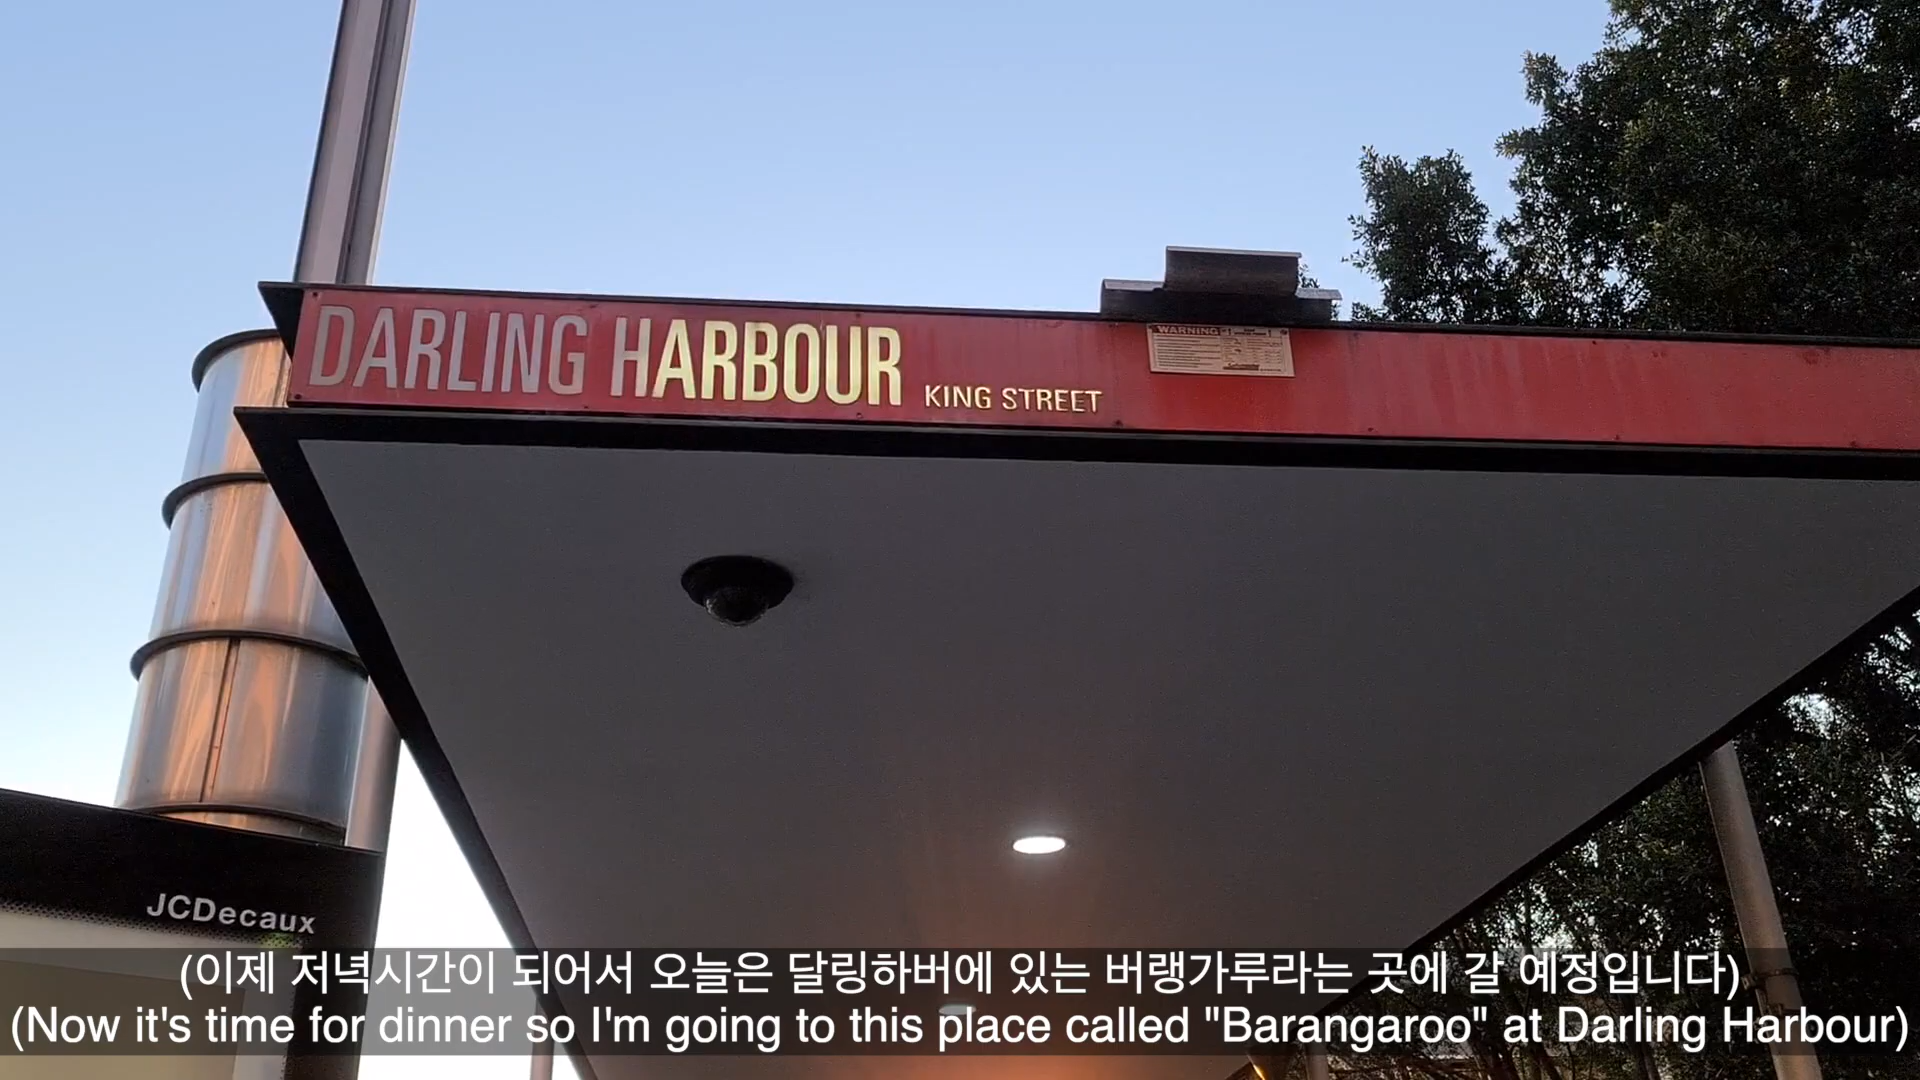 DARLING HARBOUR KING STREET
WARNING
JCDecaux
(이제 저녁시간이 되어서 오늘은 달링하버에 있는 버랭가루라는 곳에 갈 예정입니다)
(Now it's time for dinner so I'm going to this place called "Barangaroo" at Darling Harbour)